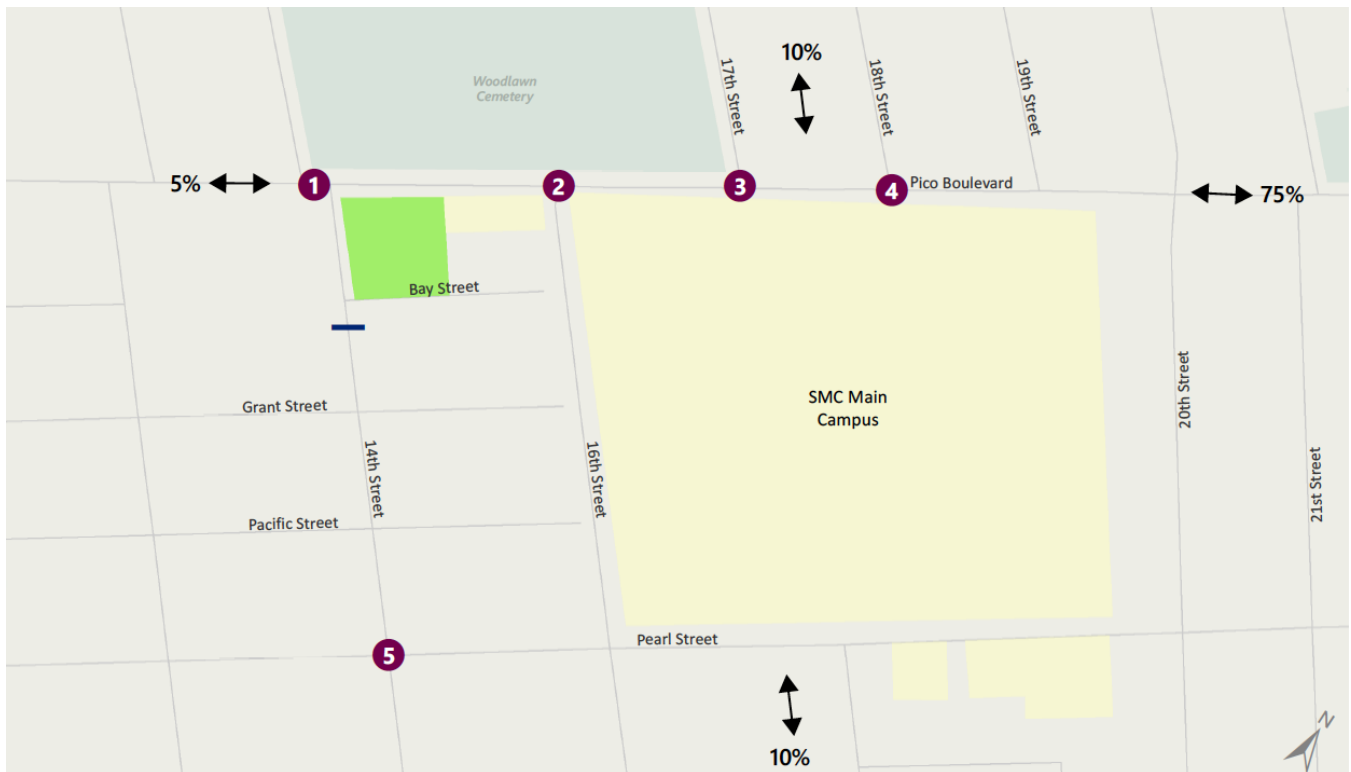 10%
17th Street
18th Street
19th Street
Woodlawn
Cemetery
5%
1
2
3
4
Pico Boulevard
75%
Bay Street
SMC Main
Campus
Grant Street
14th Street
16th Street
20th Street
21st Street
Pacific Street
5
Pearl Street
10%
N